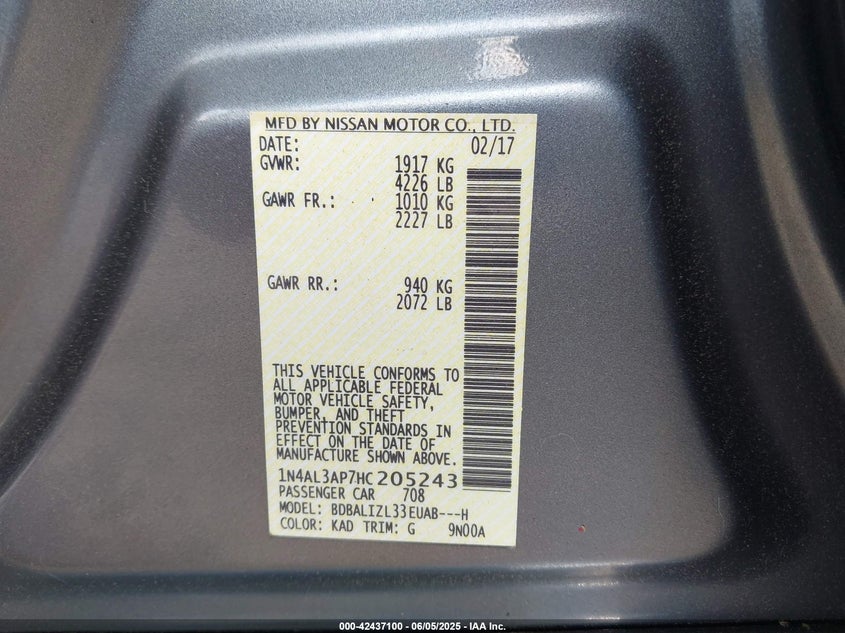 MFD BY NISSAN MOTOR CO., LTD.
DATE: 02/17
GVWR: 1917 KG
4226 LB
GAWR FR.: 1010 KG
2227 LB
GAWR RR.: 940 KG
2072 LB
THIS VEHICLE CONFORMS TO
ALL APPLICABLE FEDERAL
MOTOR VEHICLE SAFETY,
BUMPER, AND THEFT
PREVENTION STANDARDS IN
EFFECT ON THE DATE OF
MANUFACTURE SHOWN ABOVE.
1N4AL3AP7HC205243
PASSENGER CAR 708
MODEL: BDBALIZL33EUAB---H
COLOR: KAD TRIM: G 9N00A
000-42437100 - 06/05/2025 - IAA Inc.